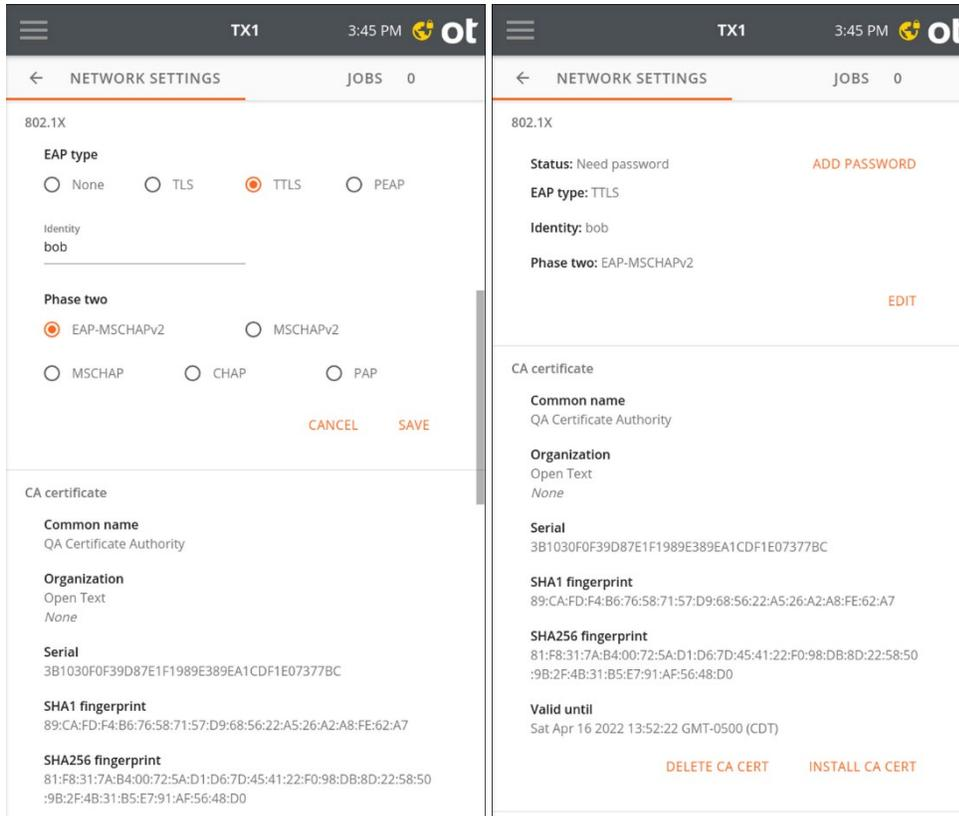 TX1 3:45 PM ot
NETWORK SETTINGS JOBS 0
802.1X
EAP type
None TLS TTLS PEAP
Identity
bob
Phase two
EAP-MSCHAPv2 MSCHAPv2
MSCHAP CHAP PAP
CANCEL SAVE
CA certificate
Common name
QA Certificate Authority
Organization
Open Text
None
Serial
3B1030F0F39D87E1F1989E389EA1CDF1E07377BC
SHA1 fingerprint
89:CA:FD:F4:B6:76:58:71:57:D9:68:56:22:A5:26:A2:A8:FE:62:A7
SHA256 fingerprint
81:F8:31:7A:B4:00:72:5A:D1:D6:7D:45:41:22:F0:98:DB:8D:22:58:50
:9B:2F:4B:31:B5:E7:91:AF:56:48:D0
TX1 3:45 PM ot
NETWORK SETTINGS JOBS 0
802.1X
Status: Need password ADD PASSWORD
EAP type: TTLS
Identity: bob
Phase two: EAP-MSCHAPv2
EDIT
CA certificate
Common name
QA Certificate Authority
Organization
Open Text
None
Serial
3B1030F0F39D87E1F1989E389EA1CDF1E07377BC
SHA1 fingerprint
89:CA:FD:F4:B6:76:58:71:57:D9:68:56:22:A5:26:A2:A8:FE:62:A7
SHA256 fingerprint
81:F8:31:7A:B4:00:72:5A:D1:D6:7D:45:41:22:F0:98:DB:8D:22:58:50
:9B:2F:4B:31:B5:E7:91:AF:56:48:D0
Valid until
Sat Apr 16 2022 13:52:22 GMT-0500 (CDT)
DELETE CA CERT INSTALL CA CERT